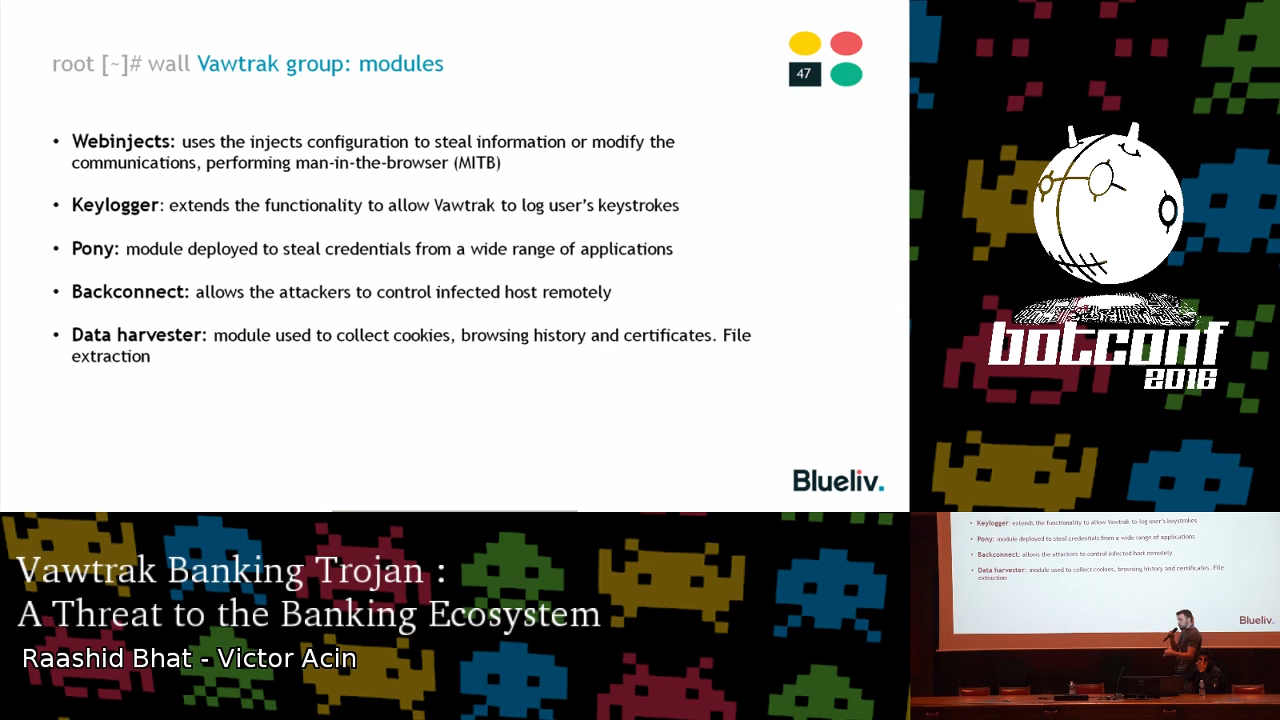 root [~]# wall Vawtrak group: modules
47
• Webinjects: uses the injects configuration to steal information or modify the
communications, performing man-in-the-browser (MITB)
• Keylogger: extends the functionality to allow Vawtrak to log user’s keystrokes
• Pony: module deployed to steal credentials from a wide range of applications
• Backconnect: allows the attackers to control infected host remotely
• Data harvester: module used to collect cookies, browsing history and certificates. File
extraction
Blueliv.
botconf
2016
Vawtrak Banking Trojan :
A Threat to the Banking Ecosystem
Raashid Bhat - Victor Acin
• Keylogger: extends the functionality to allow Vawtrak to log user's keystrokes
• Pony: module deployed to steal credentials from a wide range of applications
• Backconnect: allows the attackers to control infected host remotely
• Data harvester: module used to collect cookies, browsing history and certificates. File
extraction
Blueliv.